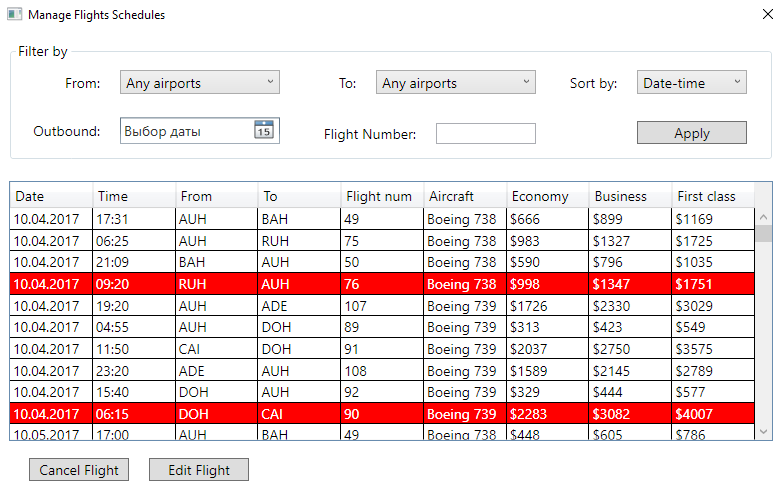 Manage Flights Schedules
Filter by
From: Any airports To: Any airports Sort by: Date-time
Outbound: Выбор даты 15 Flight Number: Apply
Date Time From To Flight num Aircraft Economy Business First class
10.04.2017 17:31 AUH BAH 49 Boeing 738 $666 $899 $1169
10.04.2017 06:25 AUH RUH 75 Boeing 738 $983 $1327 $1725
10.04.2017 21:09 BAH AUH 50 Boeing 738 $590 $796 $1035
10.04.2017 09:20 RUH AUH 76 Boeing 738 $998 $1347 $1751
10.04.2017 19:20 AUH ADE 107 Boeing 739 $1726 $2330 $3029
10.04.2017 04:55 AUH DOH 89 Boeing 739 $313 $423 $549
10.04.2017 11:50 CAI DOH 91 Boeing 739 $2037 $2750 $3575
10.04.2017 23:20 ADE AUH 108 Boeing 739 $1589 $2145 $2789
10.04.2017 15:40 DOH AUH 92 Boeing 739 $329 $444 $577
10.04.2017 06:15 DOH CAI 90 Boeing 739 $2283 $3082 $4007
10.05.2017 17:00 AUH BAH 49 Boeing 738 $448 $605 $786
Cancel Flight Edit Flight